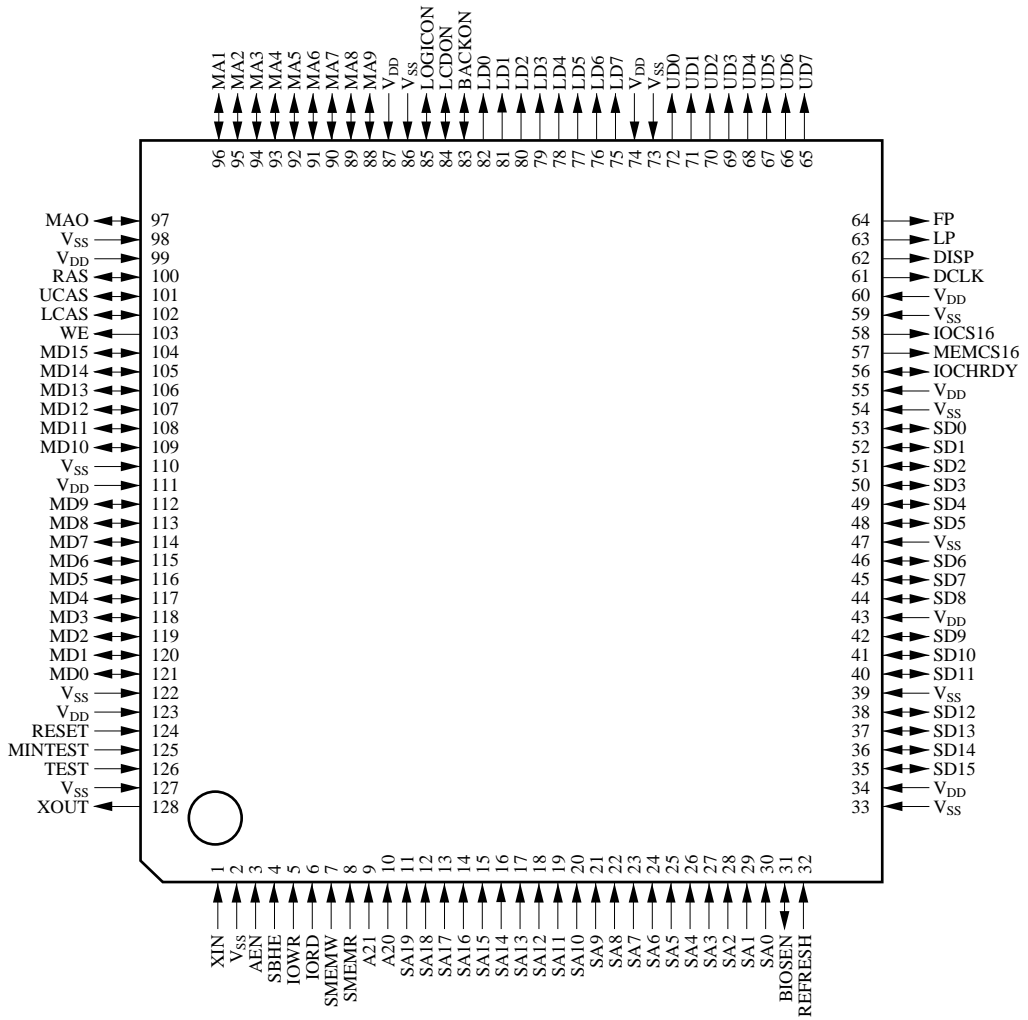 MA1
MA2
MA3
MA4
MA5
MA6
MA7
MA8
MA9
VDD
VSS
LOGICON
LCDON
BACKON
LD0
LD1
LD2
LD3
LD4
LD5
LD6
LD7
VDD
VSS
UD0
UD1
UD2
UD3
UD4
UD5
UD6
UD7
96
95
94
93
92
91
90
89
88
87
86
85
84
83
82
81
80
79
78
77
76
75
74
73
72
71
70
69
68
67
66
65
MAO 97
VSS 98
VDD 99
RAS 100
UCAS 101
LCAS 102
WE 103
MD15 104
MD14 105
MD13 106
MD12 107
MD11 108
MD10 109
VSS 110
VDD 111
MD9 112
MD8 113
MD7 114
MD6 115
MD5 116
MD4 117
MD3 118
MD2 119
MD1 120
MD0 121
VSS 122
VDD 123
RESET 124
MINTEST 125
TEST 126
VSS 127
XOUT 128
64 FP
63 LP
62 DISP
61 DCLK
60 VDD
59 VSS
58 IOCS16
57 MEMCS16
56 IOCHRDY
55 VDD
54 VSS
53 SD0
52 SD1
51 SD2
50 SD3
49 SD4
48 SD5
47 VSS
46 SD6
45 SD7
44 SD8
43 VDD
42 SD9
41 SD10
40 SD11
39 VSS
38 SD12
37 SD13
36 SD14
35 SD15
34 VDD
33 VSS
1
2
3
4
5
6
7
8
9
10
11
12
13
14
15
16
17
18
19
20
21
22
23
24
25
26
27
28
29
30
31
32
XIN
VSS
AEN
SBHE
IOWR
IORD
SMEMW
SMEMR
A21
A20
SA19
SA18
SA17
SA16
SA15
SA14
SA13
SA12
SA11
SA10
SA9
SA8
SA7
SA6
SA5
SA4
SA3
SA2
SA1
SA0
BIOSEN
REFRESH